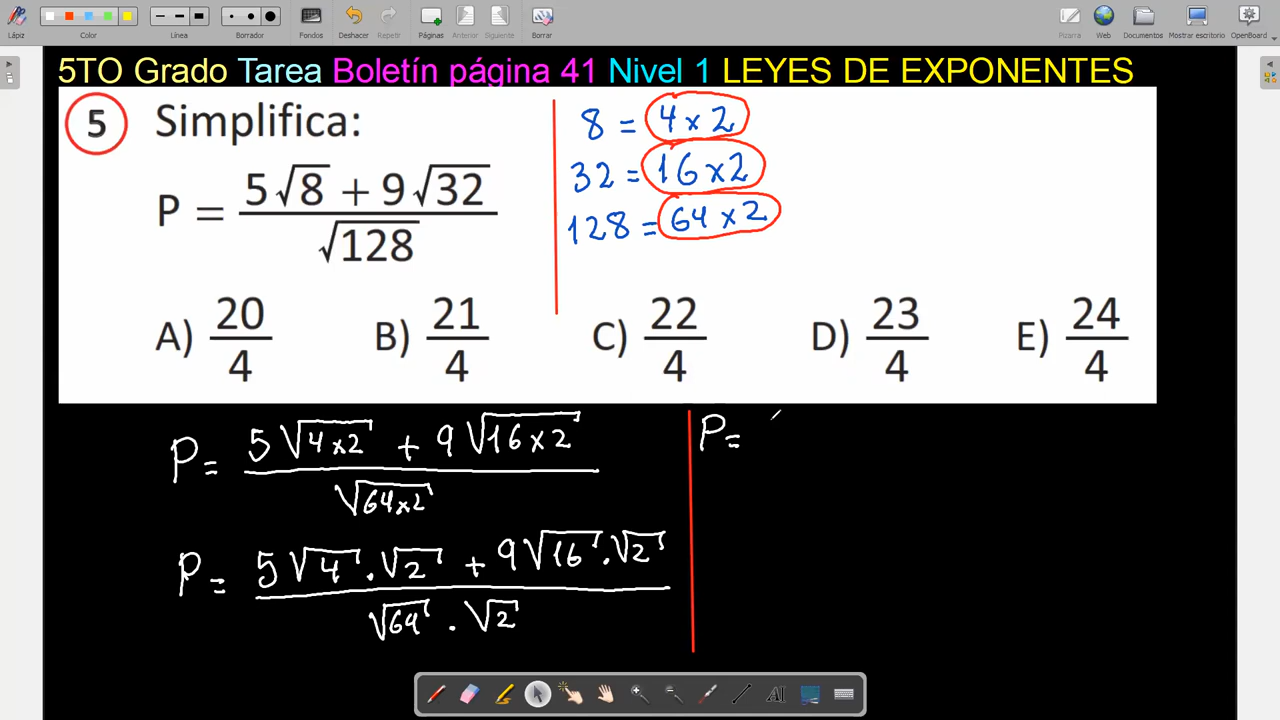 Lápiz Color Línea Borrador Fondos Deshacer Repetir Páginas Anterior Siguiente Borrar Pizarra Web Documentos Mostrar escritorio OpenBoard
5TO Grado Tarea Boletín página 41 Nivel 1 LEYES DE EXPONENTES
5 Simplifica:
P = (5√8 + 9√32) / √128
8 = 4 x 2
32 = 16 x 2
128 = 64 x 2
A) 20/4 B) 21/4 C) 22/4 D) 23/4 E) 24/4
P = (5√4x2 + 9√16x2) / √64x2
P = (5√4 . √2 + 9√16 . √2) / √64 . √2
P =
AI